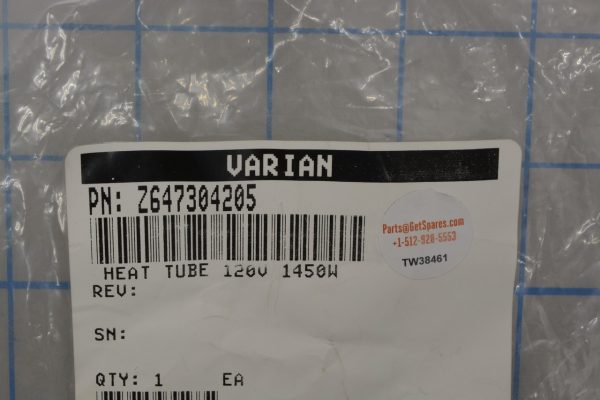 VARIAN
PN: Z647304205
HEAT TUBE 120V 1450W
REV:
SN:
QTY: 1 EA
Parts@GetSpares.com
+1-512-926-5553
TW38461